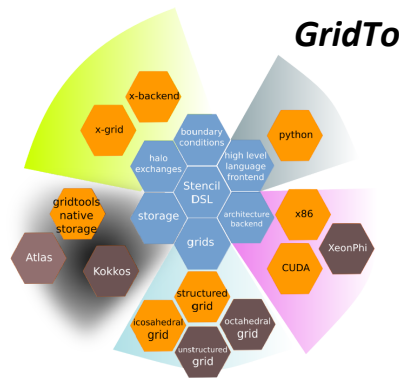 GridTo
x-backend
x-grid
boundary
conditions
python
halo
exchanges
high level
language
frontend
Stencil
DSL
gridtools
native
storage
storage
architecture
backend
x86
grids
XeonPhi
Atlas
Kokkos
CUDA
structured
grid
icosahedral
grid
octahedral
grid
unstructured
grid